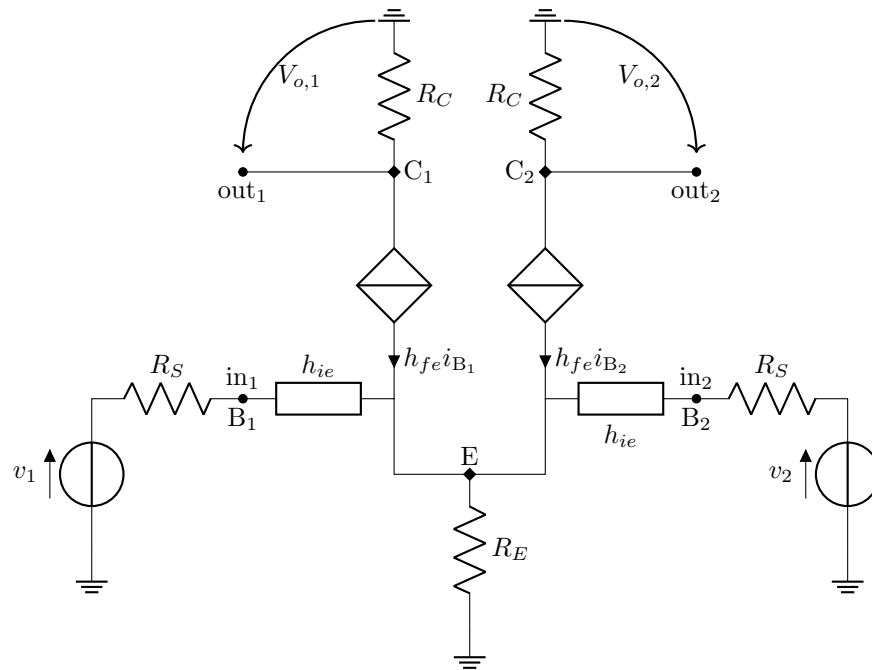 V_{o,1}
R_C
R_C
V_{o,2}
out_1
C_1
C_2
out_2
h_{fe}i_{B_1}
h_{fe}i_{B_2}
R_S
in_1
h_{ie}
in_2
R_S
B_1
B_2
h_{ie}
v_1
E
v_2
R_E